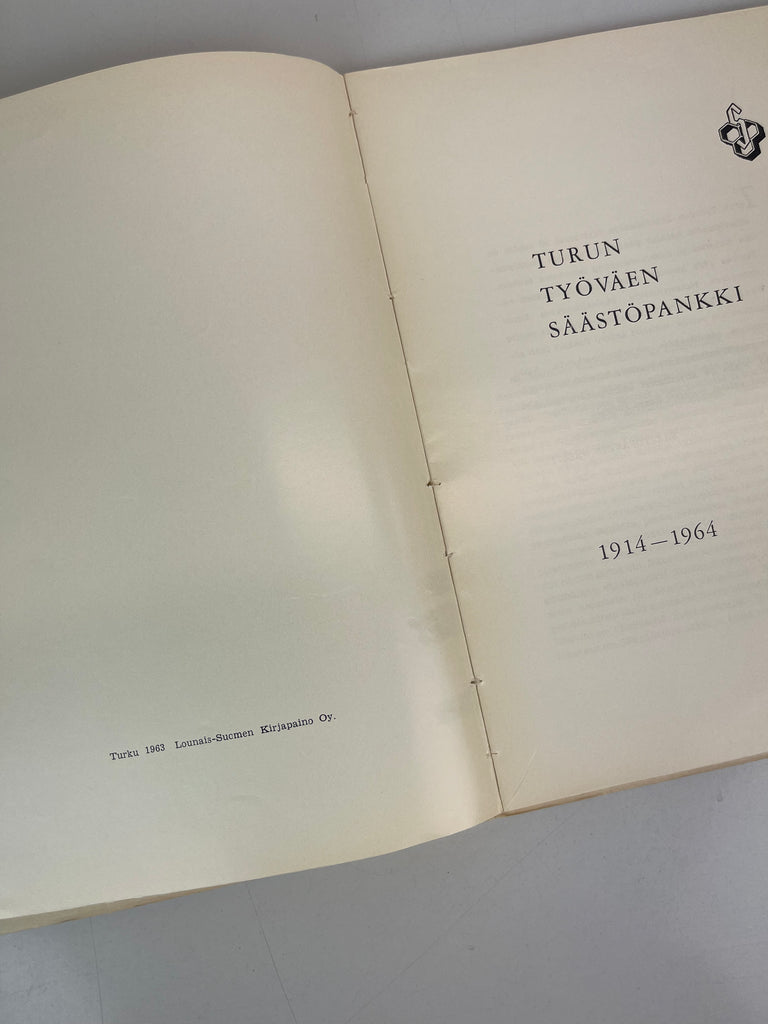 Turku 1963 Lounais-Suomen Kirjapaino Oy.
TURUN
TYÖVÄEN
SÄÄSTÖPANKKI
1914—1964